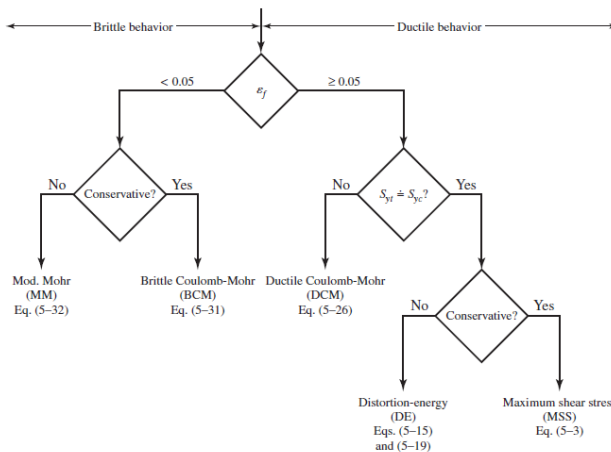 Brittle behavior
Ductile behavior
< 0.05
εf
≥ 0.05
No
Conservative?
Yes
No
Syt ≐ Syc?
Yes
Mod. Mohr
(MM)
Eq. (5–32)
Brittle Coulomb-Mohr
(BCM)
Eq. (5–31)
Ductile Coulomb-Mohr
(DCM)
Eq. (5–26)
No
Conservative?
Yes
Distortion-energy
(DE)
Eqs. (5–15)
and (5–19)
Maximum shear stress
(MSS)
Eq. (5–3)